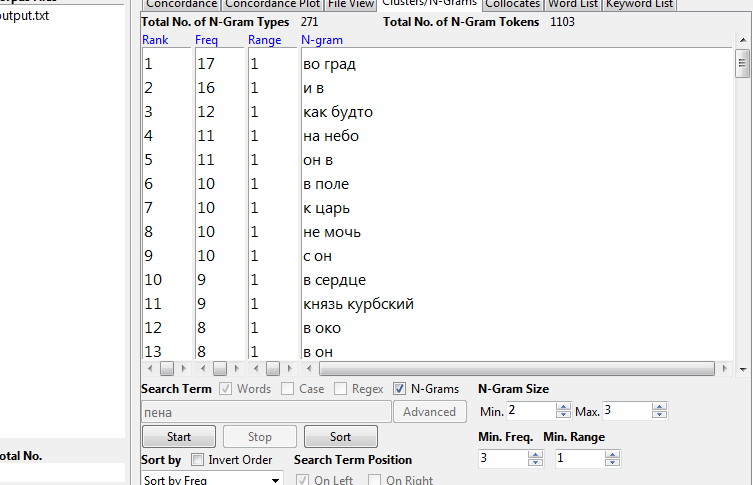 output.txt
Concordance Concordance Plot File View Clusters/N-Grams Collocates Word List Keyword List
Total No. of N-Gram Types 271 Total No. of N-Gram Tokens 1103
Rank Freq Range N-gram
1 17 1 во град
2 16 1 и в
3 12 1 как будто
4 11 1 на небо
5 11 1 он в
6 10 1 в поле
7 10 1 к царь
8 10 1 не мочь
9 10 1 с он
10 9 1 в сердце
11 9 1 князь курбский
12 8 1 в око
13 8 1 в он
Search Term Words Case Regex N-Grams N-Gram Size
пена Advanced Min. 2 Max. 3
Start Stop Sort Min. Freq. Min. Range
3 1
otal No.
Sort by Invert Order Search Term Position
Sort by Freq On Left On Right